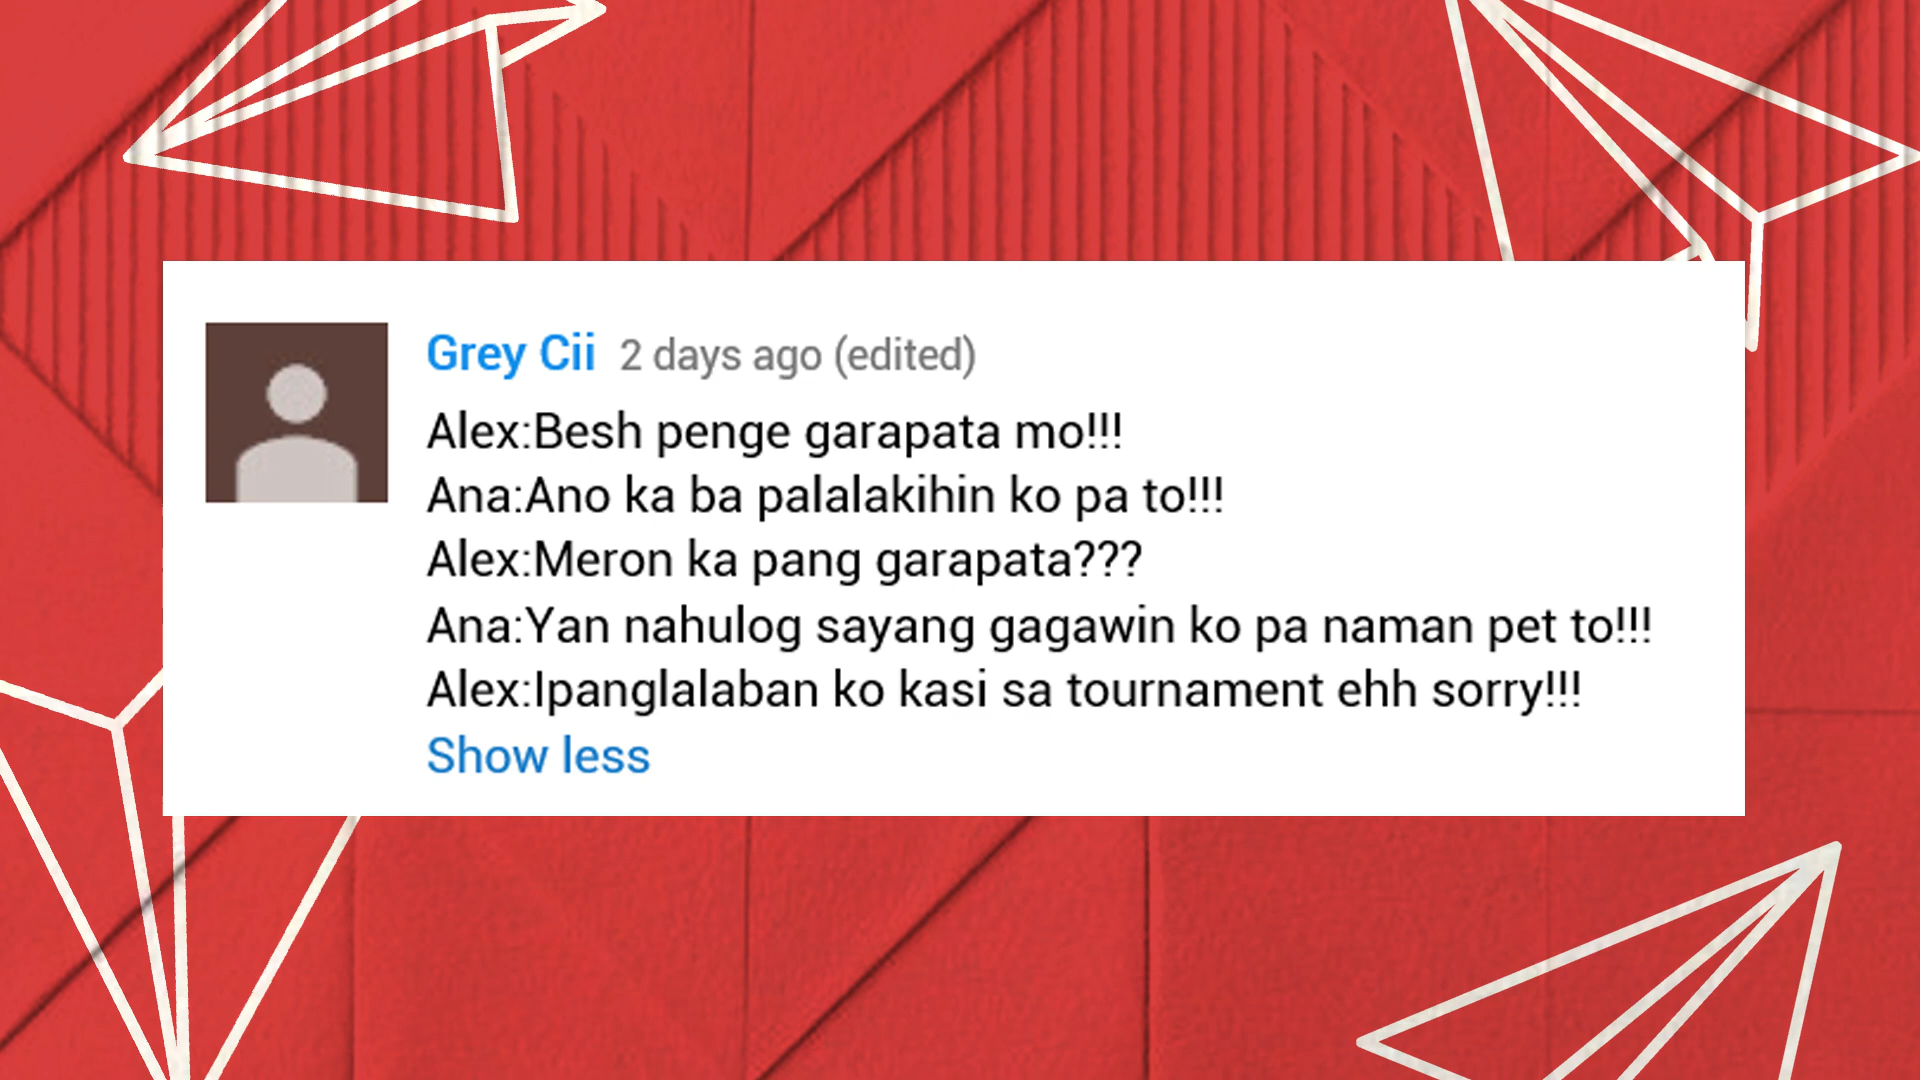 Grey Cii 2 days ago (edited)
Alex:Besh penge garapata mo!!!
Ana:Ano ka ba palalakihin ko pa to!!!
Alex:Meron ka pang garapata???
Ana:Yan nahulog sayang gagawin ko pa naman pet to!!!
Alex:Ipanglalaban ko kasi sa tournament ehh sorry!!!
Show less